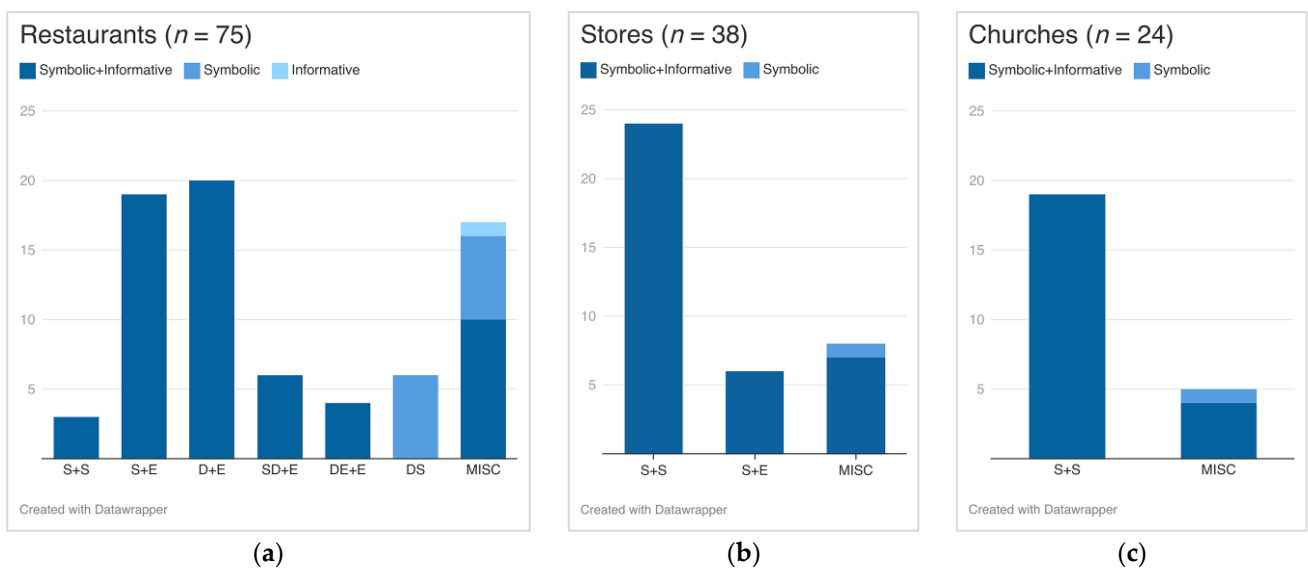 Restaurants (n = 75)
Symbolic+Informative Symbolic Informative
25
20
15
10
5
S+S S+E D+E SD+E DE+E DS MISC
Created with Datawrapper
(a)
Stores (n = 38)
Symbolic+Informative Symbolic
25
20
15
10
5
S+S S+E MISC
Created with Datawrapper
(b)
Churches (n = 24)
Symbolic+Informative Symbolic
25
20
15
10
5
S+S MISC
Created with Datawrapper
(c)